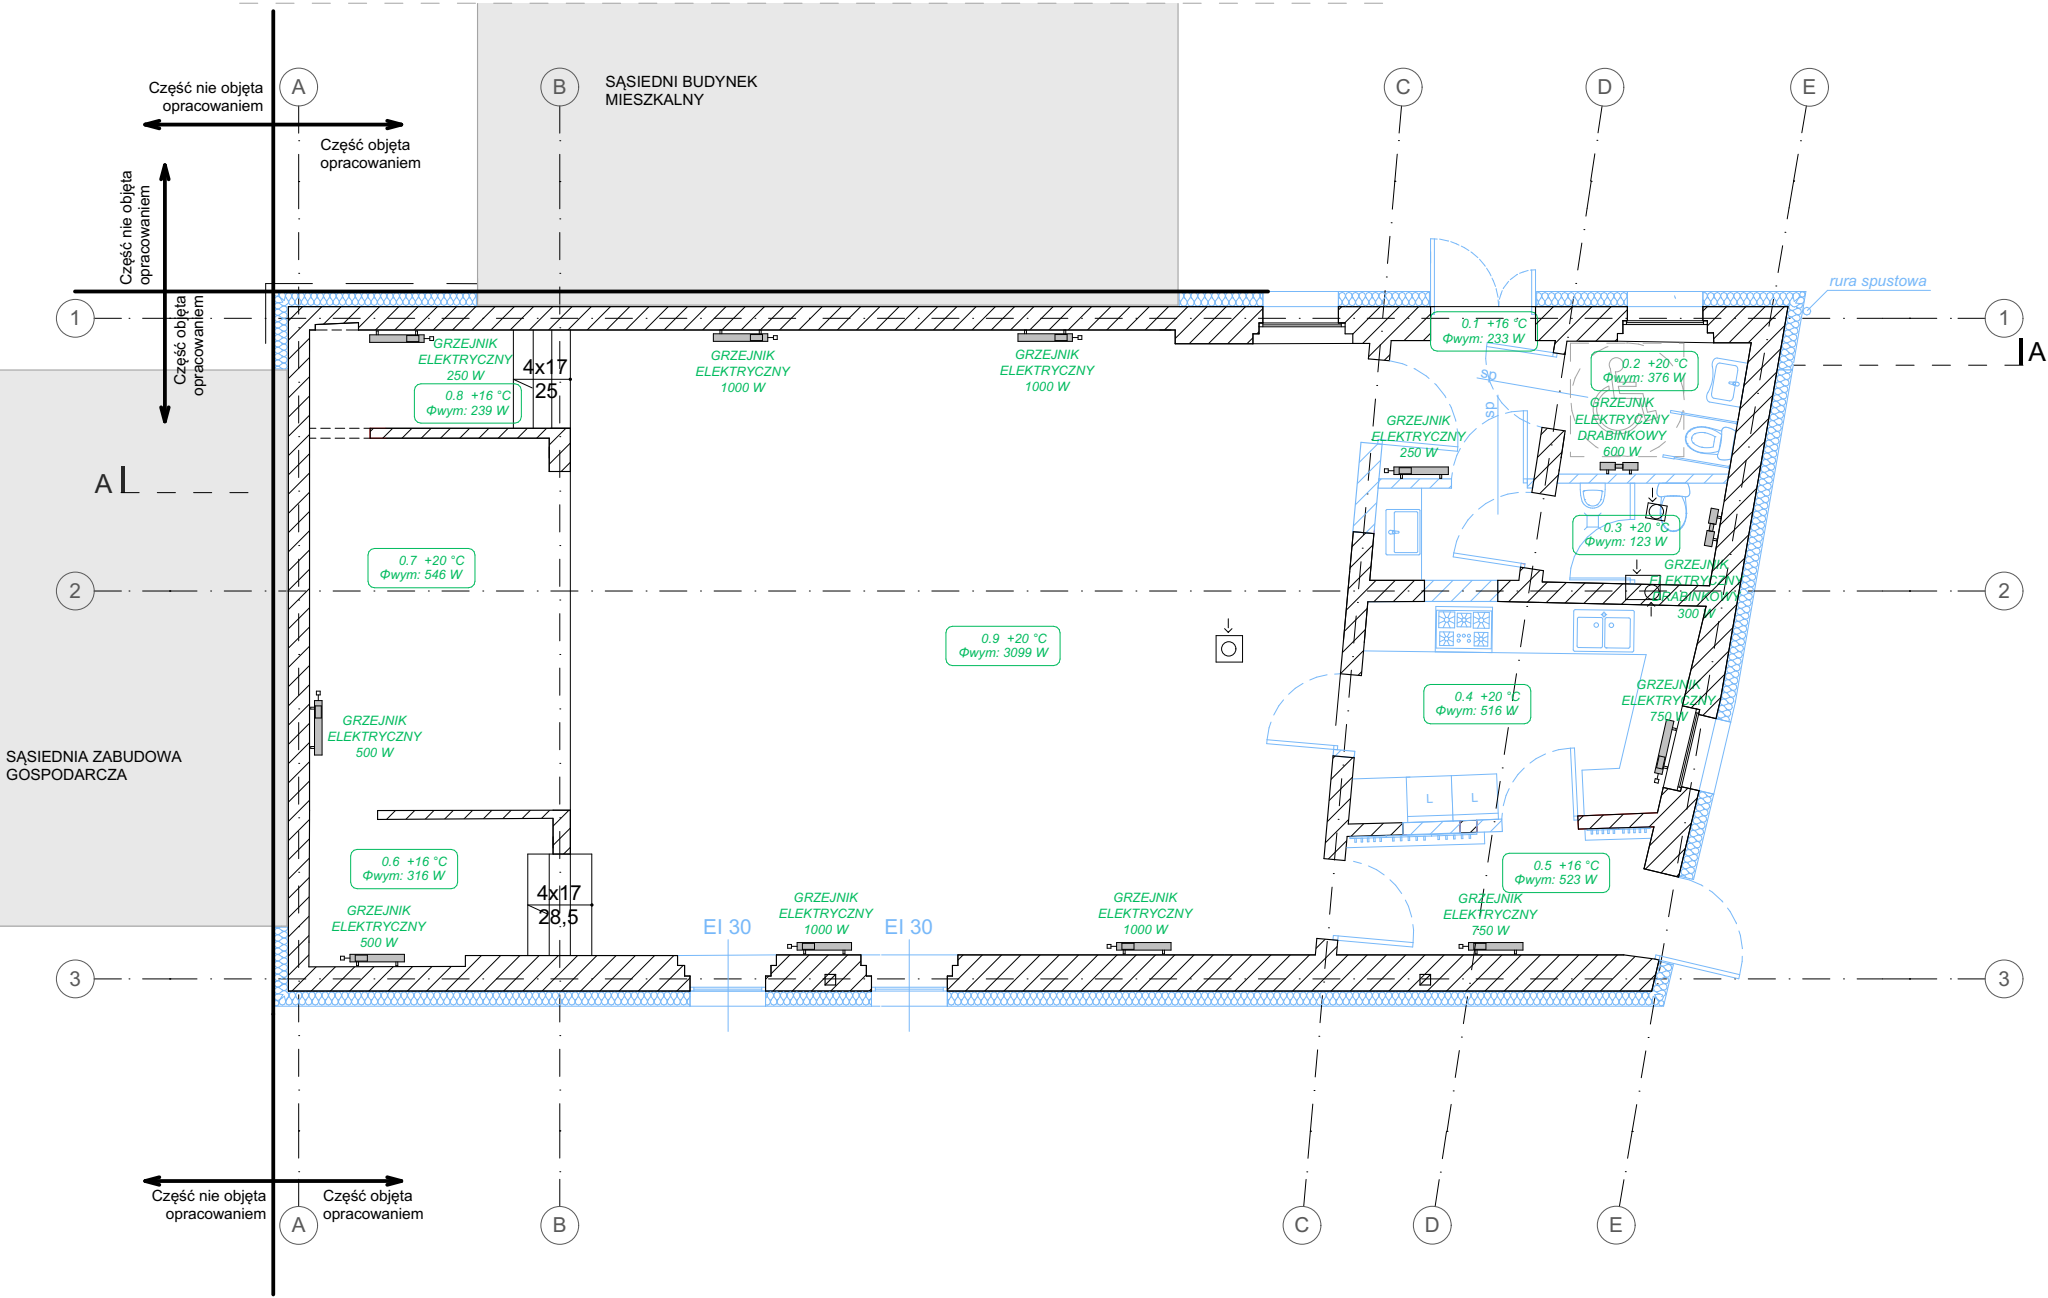 A
B
SĄSIEDNI BUDYNEK
MIESZKALNY
C
D
E
Część nie objęta
opracowaniem
Część objęta
opracowaniem
Część nie objęta
opracowaniem
Część objęta
opracowaniem
rura spustowa
1
1
A
GRZEJNIK
ELEKTRYCZNY
250 W
4x17
25
0.8 +16 °C
Φwym: 239 W
GRZEJNIK
ELEKTRYCZNY
1000 W
GRZEJNIK
ELEKTRYCZNY
1000 W
0.1 +16 °C
Φwym: 233 W
sp
sp
0.2 +20 °C
Φwym: 376 W
GRZEJNIK
ELEKTRYCZNY
DRABINKOWY
600 W
GRZEJNIK
ELEKTRYCZNY
250 W
A
0.3 +20 °C
Φwym: 123 W
GRZEJNIK
ELEKTRYCZNY
DRABINKOWY
300 W
0.7 +20 °C
Φwym: 546 W
2
2
0.9 +20 °C
Φwym: 3099 W
0.4 +20 °C
Φwym: 516 W
GRZEJNIK
ELEKTRYCZNY
750 W
GRZEJNIK
ELEKTRYCZNY
500 W
SĄSIEDNIA ZABUDOWA
GOSPODARCZA
L
L
0.6 +16 °C
Φwym: 316 W
0.5 +16 °C
Φwym: 523 W
4x17
28,5
GRZEJNIK
ELEKTRYCZNY
500 W
EI 30
GRZEJNIK
ELEKTRYCZNY
1000 W
EI 30
GRZEJNIK
ELEKTRYCZNY
1000 W
GRZEJNIK
ELEKTRYCZNY
750 W
3
3
Część nie objęta
opracowaniem
Część objęta
opracowaniem
A
B
C
D
E